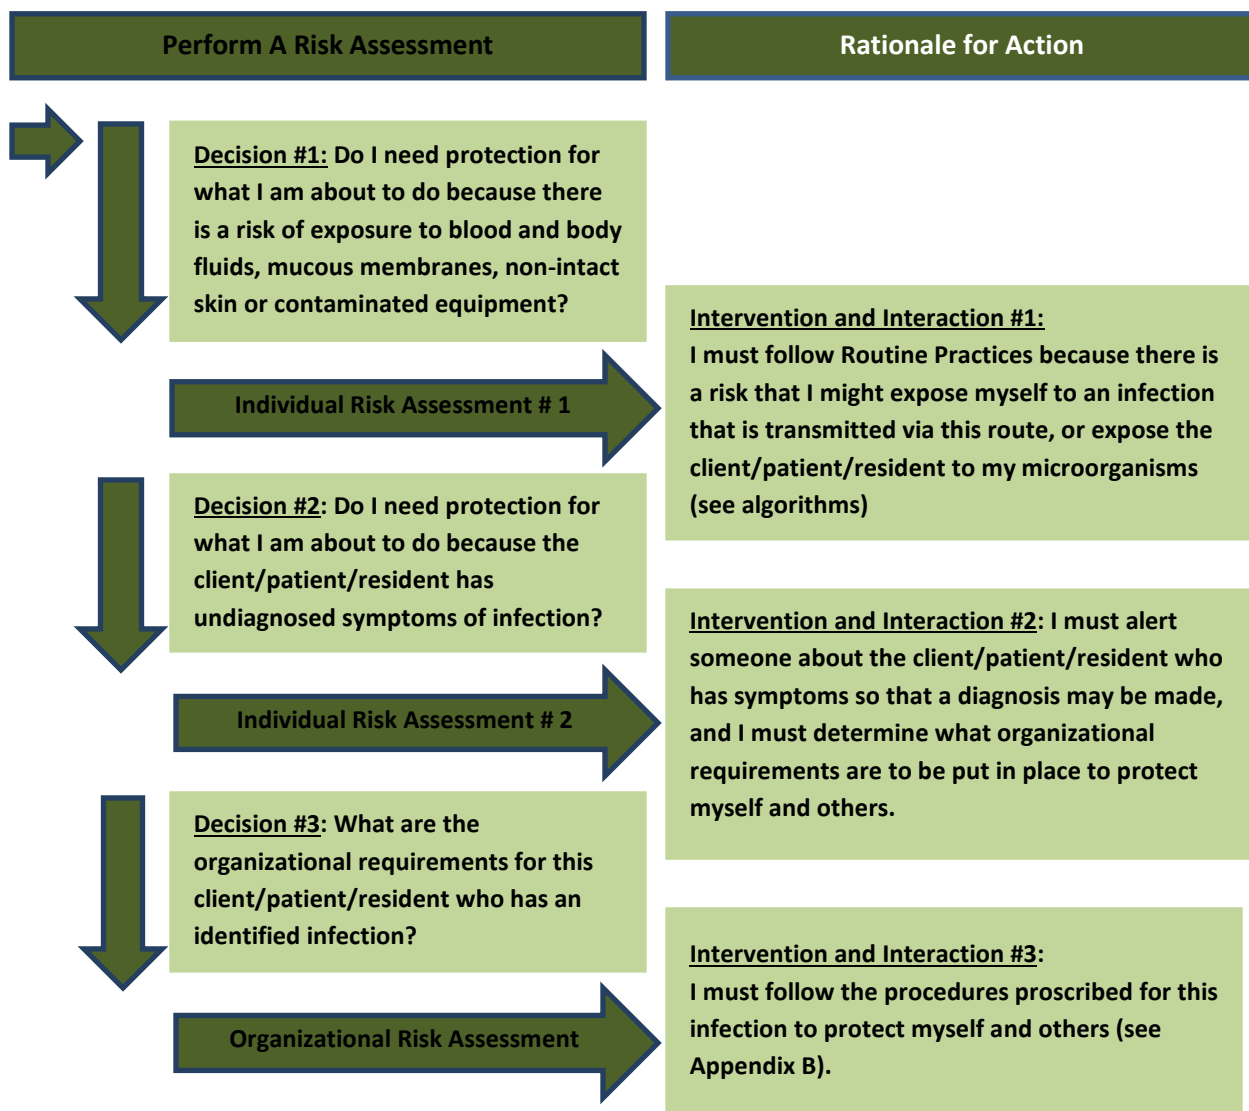 Perform A Risk Assessment
Rationale for Action
Decision #1: Do I need protection for
what I am about to do because there
is a risk of exposure to blood and body
fluids, mucous membranes, non-intact
skin or contaminated equipment?
Individual Risk Assessment # 1
Intervention and Interaction #1:
I must follow Routine Practices because there is
a risk that I might expose myself to an infection
that is transmitted via this route, or expose the
client/patient/resident to my microorganisms
(see algorithms)
Decision #2: Do I need protection for
what I am about to do because the
client/patient/resident has
undiagnosed symptoms of infection?
Individual Risk Assessment # 2
Intervention and Interaction #2: I must alert
someone about the client/patient/resident who
has symptoms so that a diagnosis may be made,
and I must determine what organizational
requirements are to be put in place to protect
myself and others.
Decision #3: What are the
organizational requirements for this
client/patient/resident who has an
identified infection?
Organizational Risk Assessment
Intervention and Interaction #3:
I must follow the procedures proscribed for this
infection to protect myself and others (see
Appendix B).